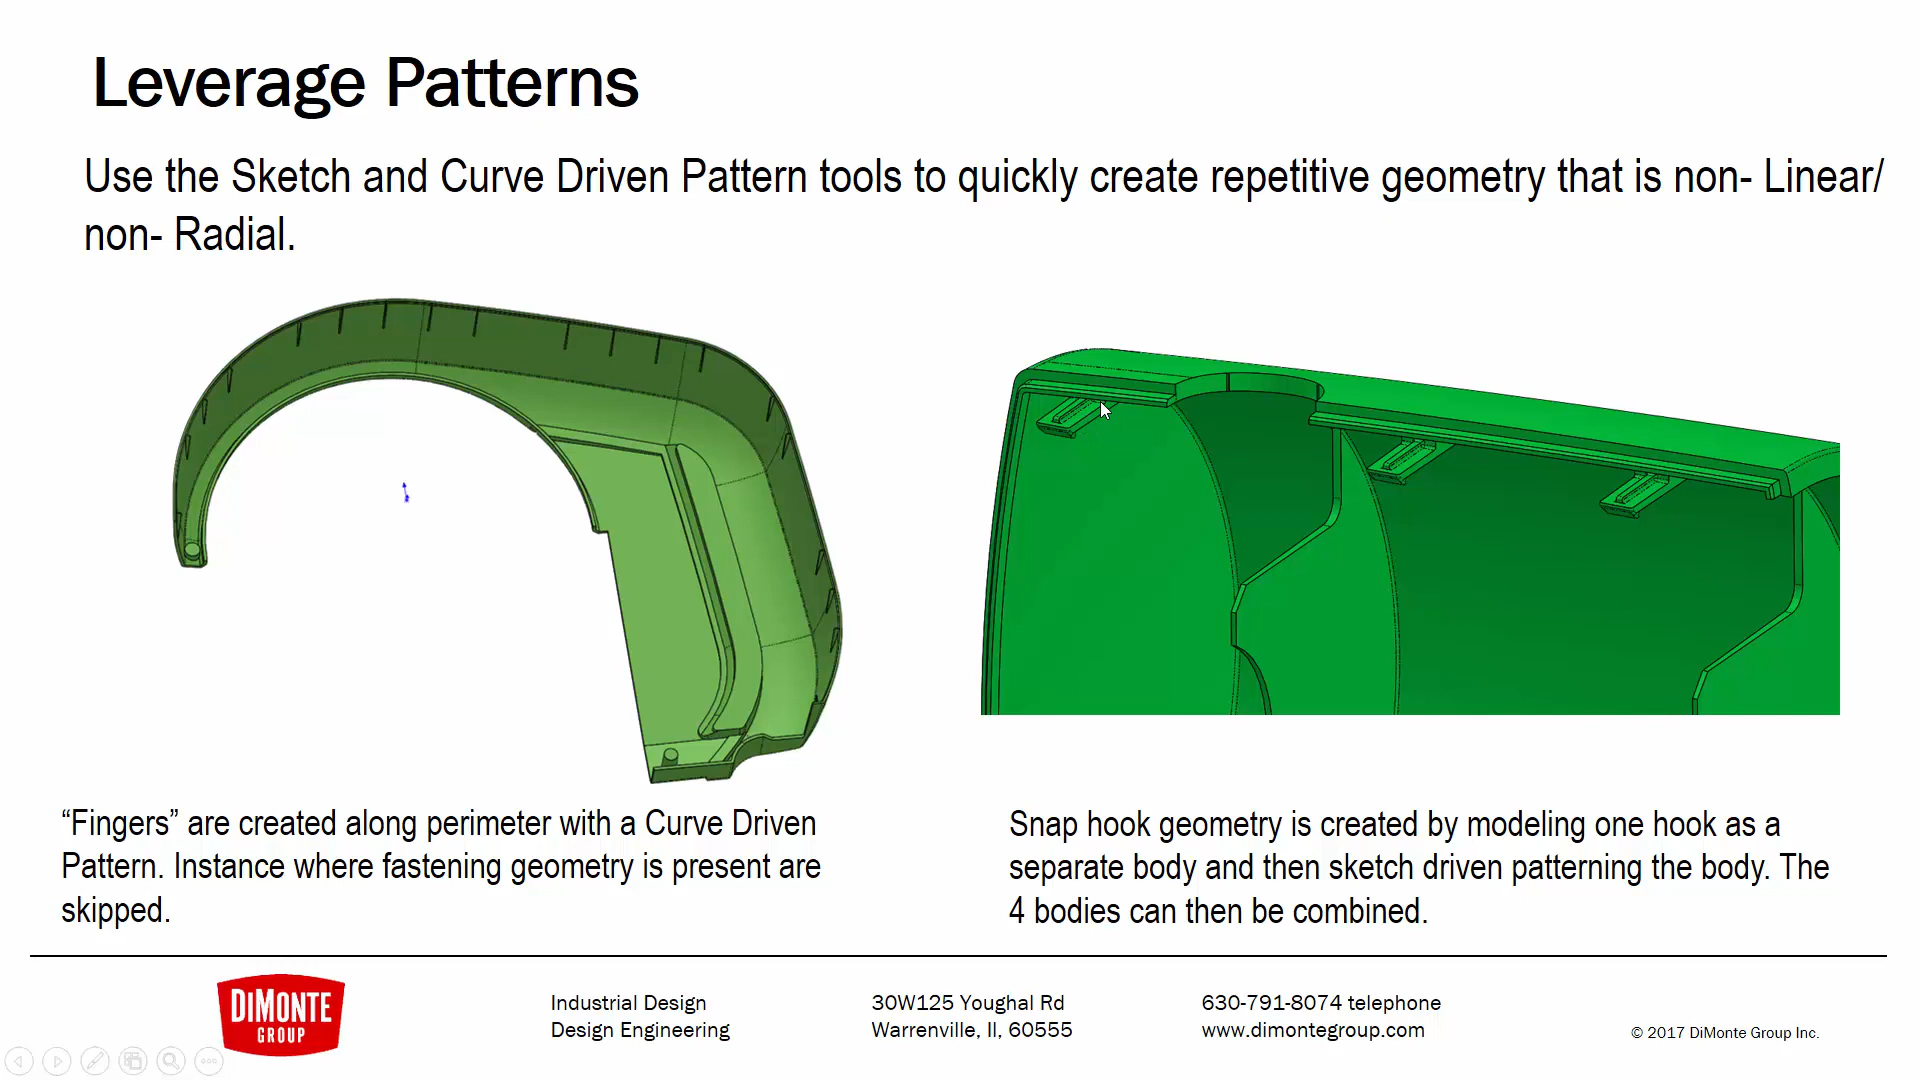 Leverage Patterns
Use the Sketch and Curve Driven Pattern tools to quickly create repetitive geometry that is non- Linear/
non- Radial.
“Fingers” are created along perimeter with a Curve Driven
Pattern. Instance where fastening geometry is present are
skipped.
Snap hook geometry is created by modeling one hook as a
separate body and then sketch driven patterning the body. The
4 bodies can then be combined.
DIMONTE
GROUP
Industrial Design
Design Engineering
30W125 Youghal Rd
Warrenville, Il, 60555
630-791-8074 telephone
www.dimontegroup.com
© 2017 DiMonte Group Inc.